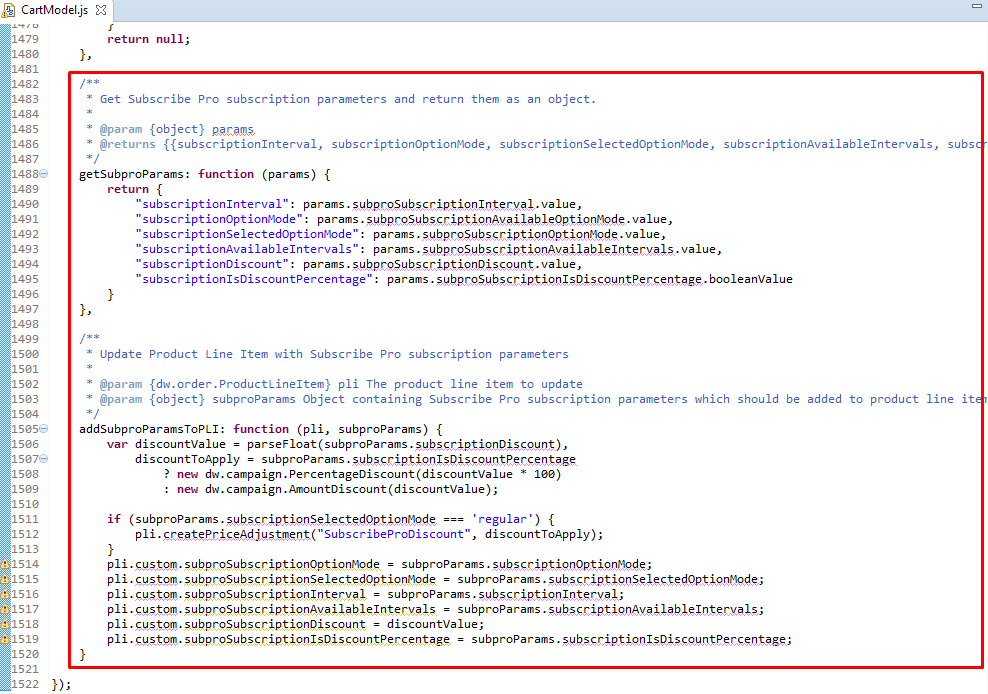 CartModel.js
1478 }
1479 return null;
1480 },
1481
1482 /**
1483 * Get Subscribe Pro subscription parameters and return them as an object.
1484 *
1485 * @param {object} params
1486 * @returns {{subscriptionInterval, subscriptionOptionMode, subscriptionSelectedOptionMode, subscriptionAvailableIntervals, subsc
1487 */
1488 getSubproParams: function (params) {
1489 return {
1490 "subscriptionInterval": params.subproSubscriptionInterval.value,
1491 "subscriptionOptionMode": params.subproSubscriptionAvailableOptionMode.value,
1492 "subscriptionSelectedOptionMode": params.subproSubscriptionOptionMode.value,
1493 "subscriptionAvailableIntervals": params.subproSubscriptionAvailableIntervals.value,
1494 "subscriptionDiscount": params.subproSubscriptionDiscount.value,
1495 "subscriptionIsDiscountPercentage": params.subproSubscriptionIsDiscountPercentage.booleanValue
1496 }
1497 },
1498
1499 /**
1500 * Update Product Line Item with Subscribe Pro subscription parameters
1501 *
1502 * @param {dw.order.ProductLineItem} pli The product line item to update
1503 * @param {object} subproParams Object containing Subscribe Pro subscription parameters which should be added to product line item
1504 */
1505 addSubproParamsToPLI: function (pli, subproParams) {
1506 var discountValue = parseFloat(subproParams.subscriptionDiscount),
1507 discountToApply = subproParams.subscriptionIsDiscountPercentage
1508 ? new dw.campaign.PercentageDiscount(discountValue * 100)
1509 : new dw.campaign.AmountDiscount(discountValue);
1510
1511 if (subproParams.subscriptionSelectedOptionMode === 'regular') {
1512 pli.createPriceAdjustment("SubscribeProDiscount", discountToApply);
1513 }
1514 pli.custom.subproSubscriptionOptionMode = subproParams.subscriptionOptionMode;
1515 pli.custom.subproSubscriptionSelectedOptionMode = subproParams.subscriptionSelectedOptionMode;
1516 pli.custom.subproSubscriptionInterval = subproParams.subscriptionInterval;
1517 pli.custom.subproSubscriptionAvailableIntervals = subproParams.subscriptionAvailableIntervals;
1518 pli.custom.subproSubscriptionDiscount = discountValue;
1519 pli.custom.subproSubscriptionIsDiscountPercentage = subproParams.subscriptionIsDiscountPercentage;
1520 }
1521
1522 });